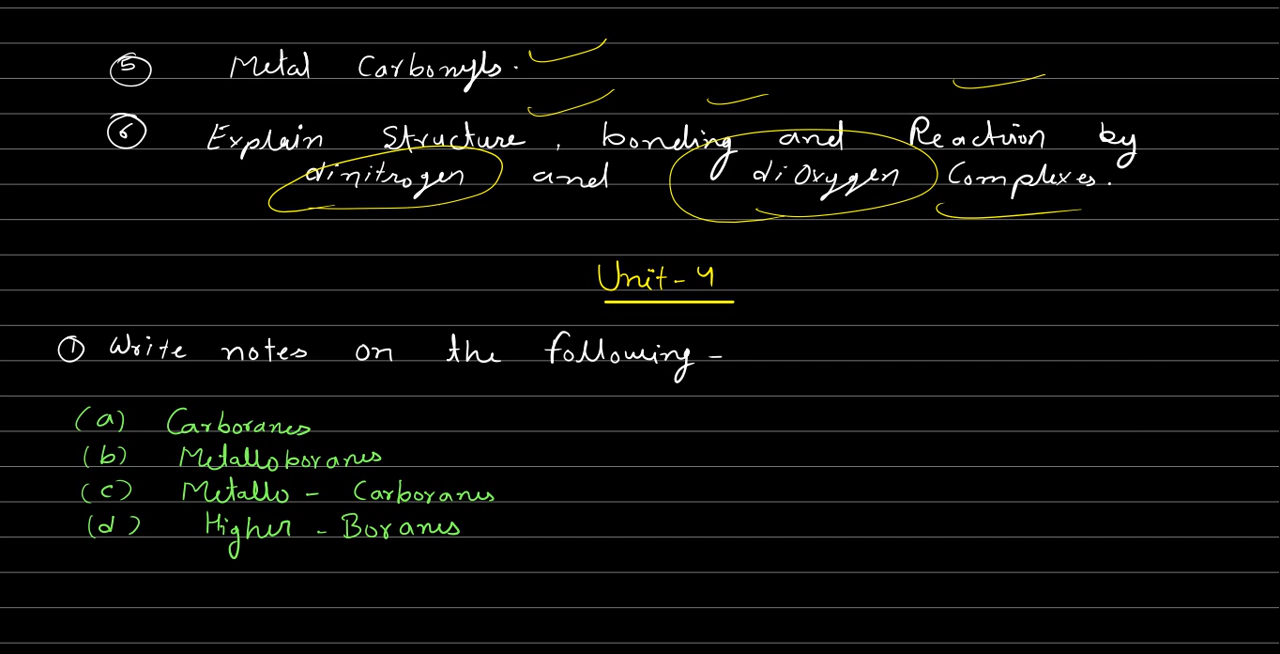 ⑤ Metal Carbonyls.
⑥ Explain Structure, bonding and Reaction by
dinitrogen and diOxygen Complexes.
Unit-4
① Write notes on the following-
(a) Carboranes
(b) Metalloboranes
(c) Metallo-Carboranes
(d) Higher-Boranes